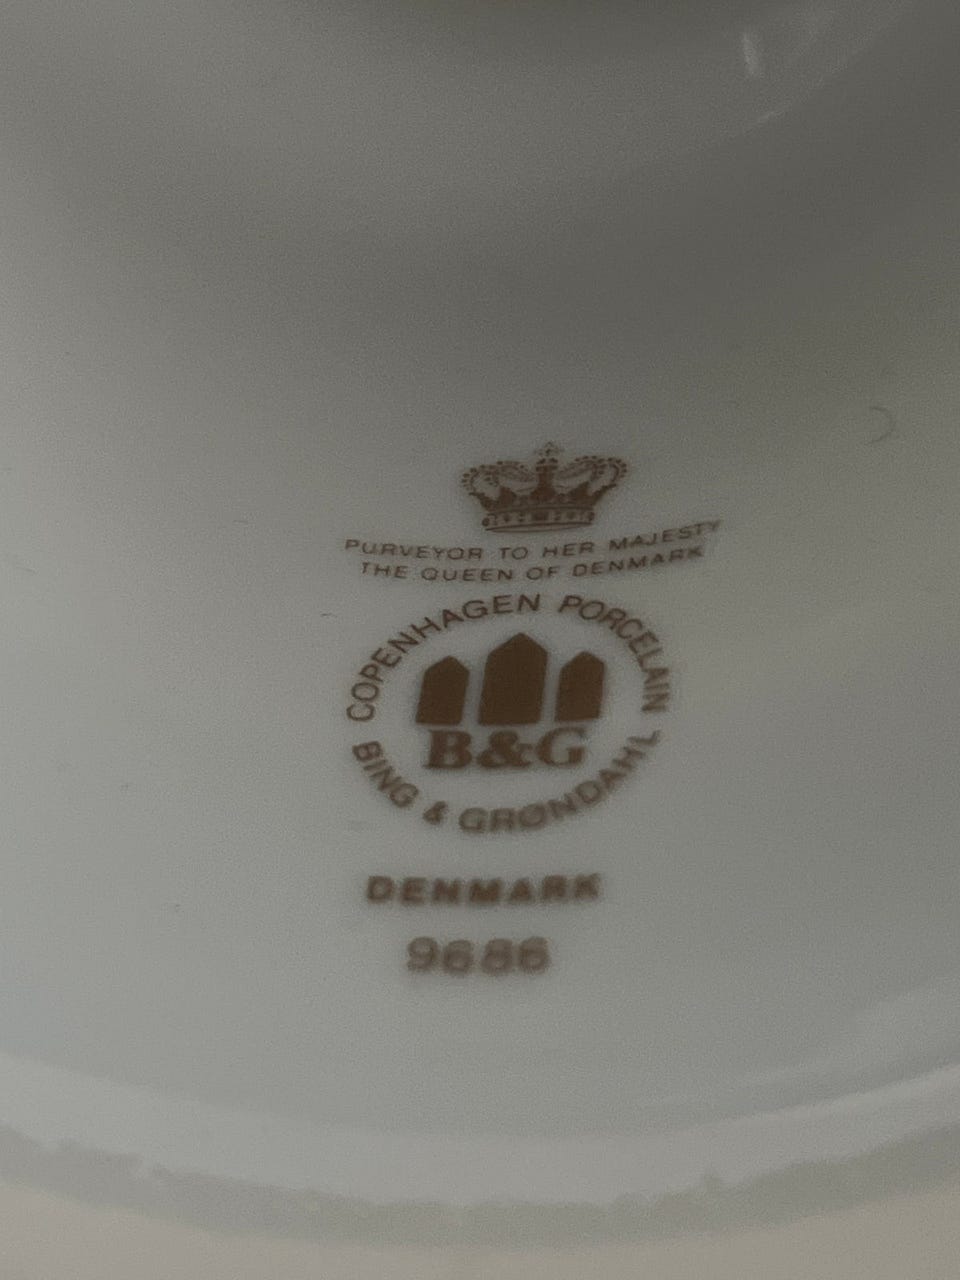 PURVEYOR TO HER MAJESTY
THE QUEEN OF DENMARK
COPENHAGEN PORCELAIN
B&G
BING & GRØNDAHL
DENMARK
9686